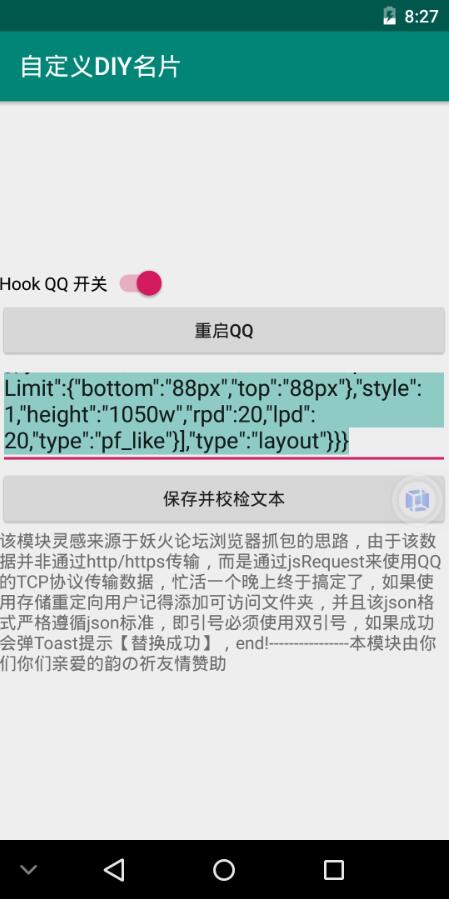 8:27
自定义DIY名片
Hook QQ 开关
重启QQ
Limit":{"bottom":"88px","top":"88px"},"style":
1,"height":"1050w","rpd":20,"lpd":
20,"type":"pf_like"}],"type":"layout"}}}
保存并校检文本
该模块灵感来源于妖火论坛浏览器抓包的思路，由于该数
据并非通过http/https传输，而是通过jsRequest来使用QQ
的TCP协议传输数据，忙活一个晚上终于搞定了，如果使
用存储重定向用户记得添加可访问文件夹，并且该json格
式严格遵循json标准，即引号必须使用双引号，如果成功
会弹Toast提示【替换成功】，end!---------------本模块由你
们你们亲爱的韵の祈友情赞助